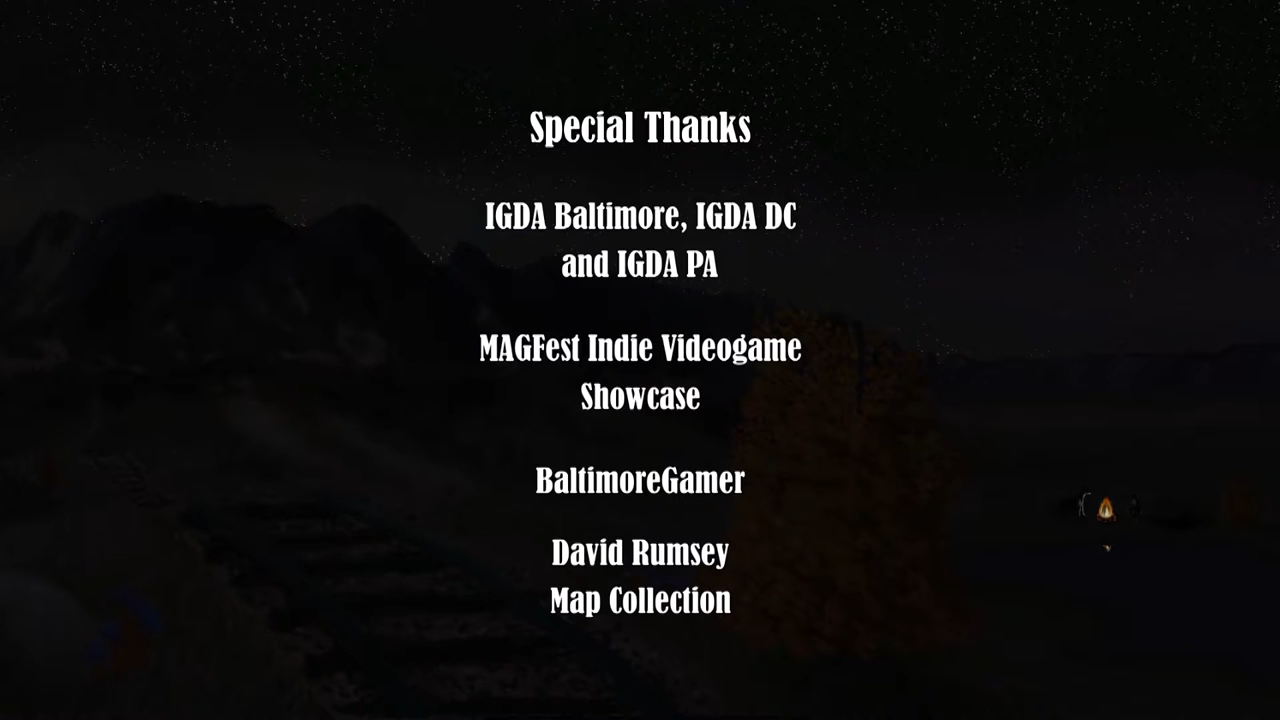 Special Thanks
IGDA Baltimore, IGDA DC
and IGDA PA
MAGFest Indie Videogame
Showcase
BaltimoreGamer
David Rumsey
Map Collection